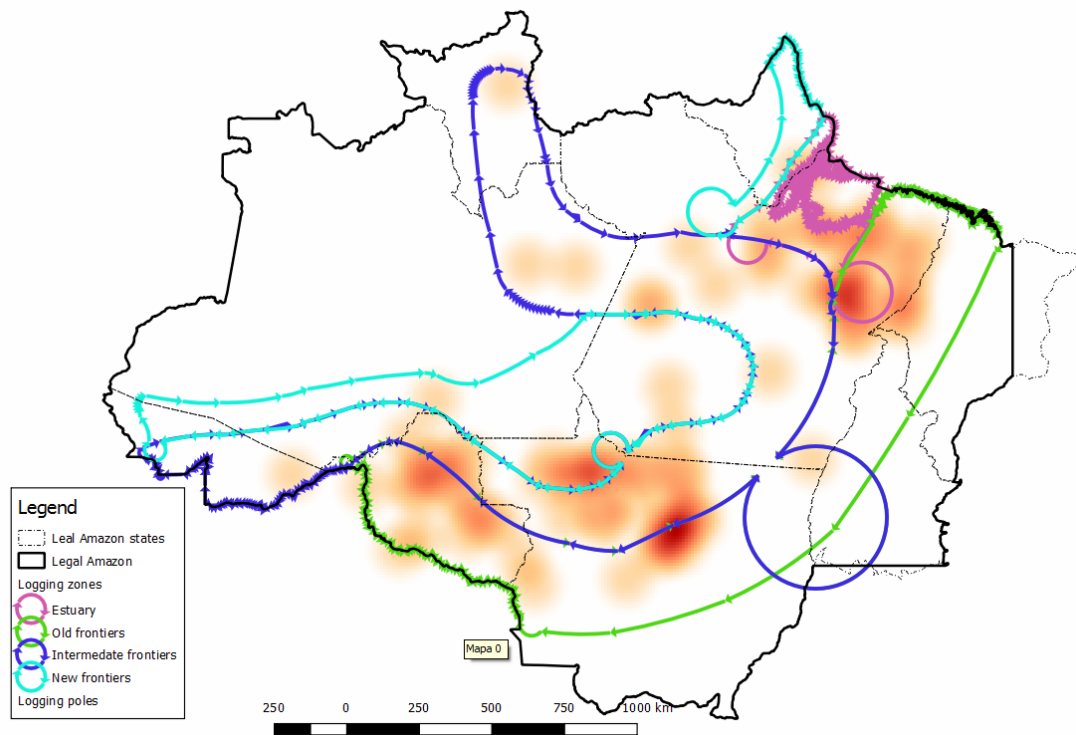 Legend
Leal Amazon states
Legal Amazon
Logging zones
Estuary
Old frontiers
Intermedate frontiers
New frontiers
Logging poles
Mapa 0
250 0 250 500 750 1000 km